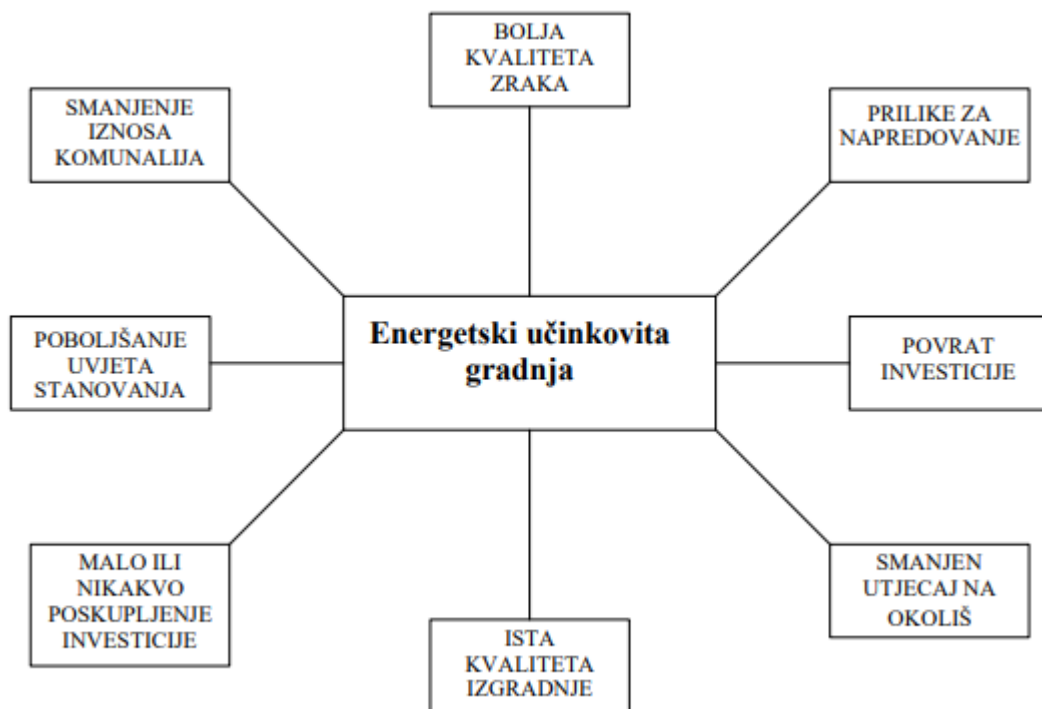 BOLJA
KVALITETA
ZRAKA
SMANJENJE
IZNOSA
KOMUNALIJA
PRILIKE ZA
NAPREDOVANJE
POBOLJŠANJE
UVJETA
STANOVANJA
Energetski učinkovita
gradnja
POVRAT
INVESTICIJE
MALO ILI
NIKAKVO
POSKUPLJENJE
INVESTICIJE
SMANJEN
UTJECAJ NA
OKOLIŠ
ISTA
KVALITETA
IZGRADNJE